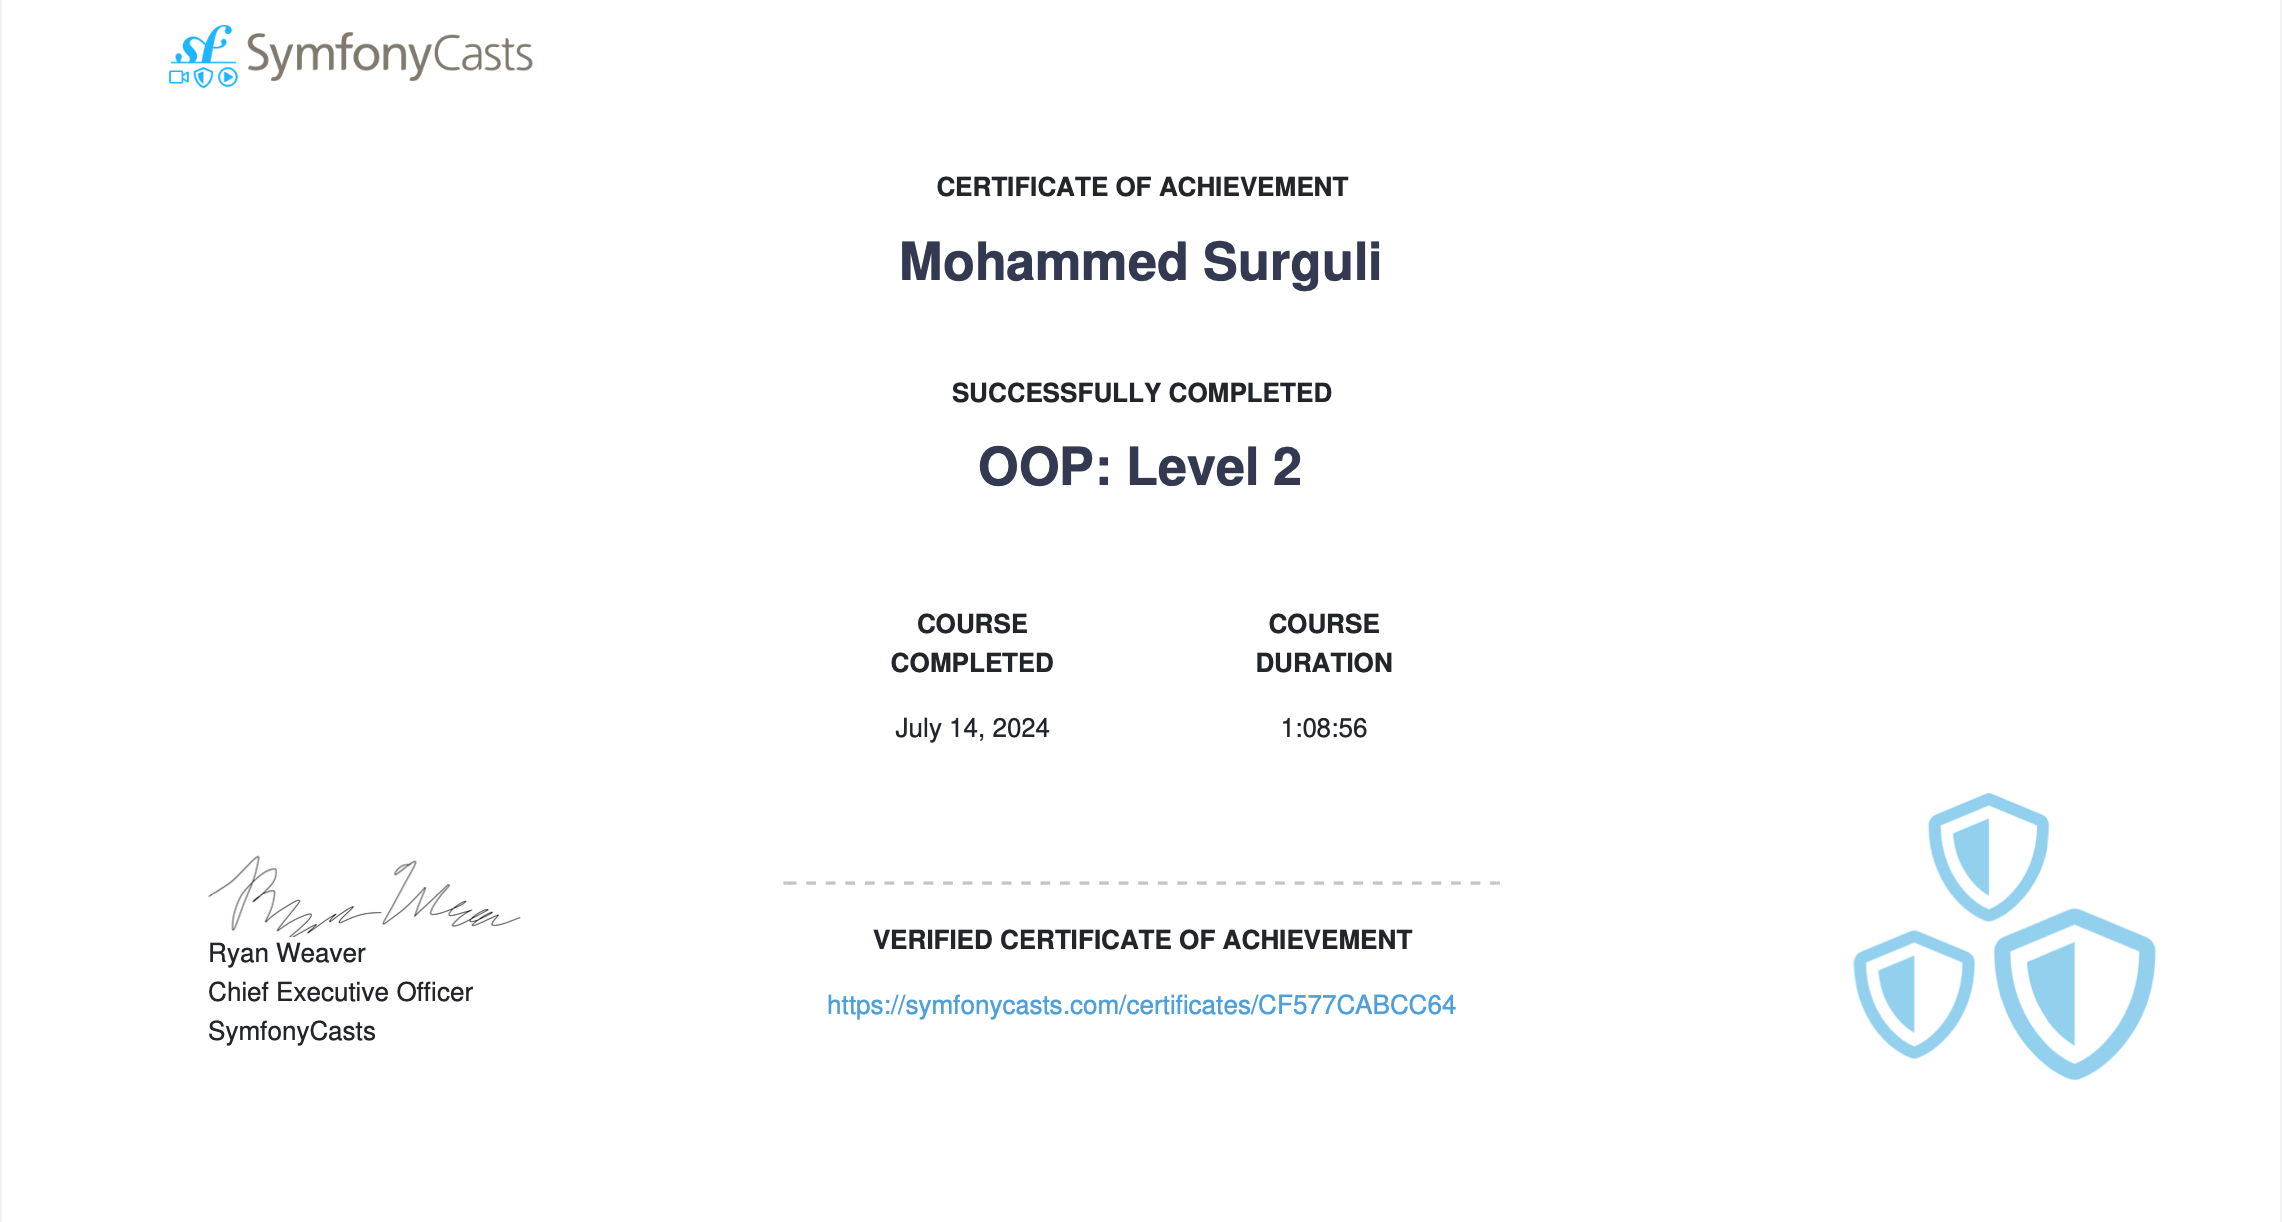 SymfonyCasts
CERTIFICATE OF ACHIEVEMENT
Mohammed Surguli
SUCCESSFULLY COMPLETED
OOP: Level 2
COURSE
COMPLETED
July 14, 2024
COURSE
DURATION
1:08:56
Ryan Weaver
Ryan Weaver
Chief Executive Officer
SymfonyCasts
VERIFIED CERTIFICATE OF ACHIEVEMENT
https://symfonycasts.com/certificates/CF577CABCC64